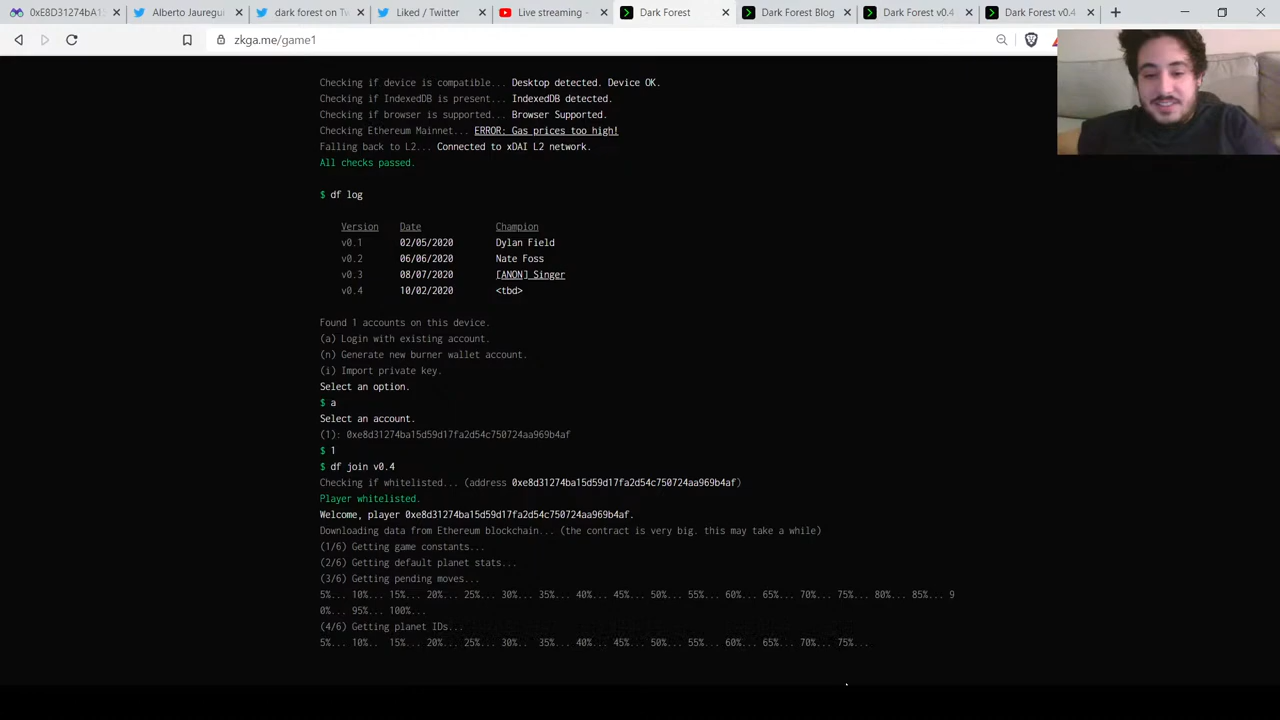 0xE8D31274bA1
Alberto Jauregui
dark forest on Tw
Liked / Twitter
Live streaming -
Dark Forest
Dark Forest Blog
Dark Forest v0.4
Dark Forest v0.4
zkga.me/game1
Checking if device is compatible... Desktop detected. Device OK.
Checking if IndexedDB is present... IndexedDB detected.
Checking if browser is supported... Browser Supported.
Checking Ethereum Mainnet... ERROR: Gas prices too high!
Falling back to L2... Connected to xDAI L2 network.
All checks passed.
$ df log
Version Date Champion
v0.1 02/05/2020 Dylan Field
v0.2 06/06/2020 Nate Foss
v0.3 08/07/2020 [ANON] Singer
v0.4 10/02/2020 <tbd>
Found 1 accounts on this device.
(a) Login with existing account.
(n) Generate new burner wallet account.
(i) Import private key.
Select an option.
$ a
Select an account.
(1): 0xe8d31274ba15d59d17fa2d54c750724aa969b4af
$ 1
$ df join v0.4
Checking if whitelisted... (address 0xe8d31274ba15d59d17fa2d54c750724aa969b4af)
Player whitelisted.
Welcome, player 0xe8d31274ba15d59d17fa2d54c750724aa969b4af.
Downloading data from Ethereum blockchain... (the contract is very big. this may take a while)
(1/6) Getting game constants...
(2/6) Getting default planet stats...
(3/6) Getting pending moves...
5%... 10%... 15%... 20%... 25%... 30%... 35%... 40%... 45%... 50%... 55%... 60%... 65%... 70%... 75%... 80%... 85%... 9
0%... 95%... 100%...
(4/6) Getting planet IDs...
5%... 10%.. 15%... 20%... 25%... 30%.. 35%... 40%... 45%... 50%... 55%... 60%... 65%... 70%... 75%...